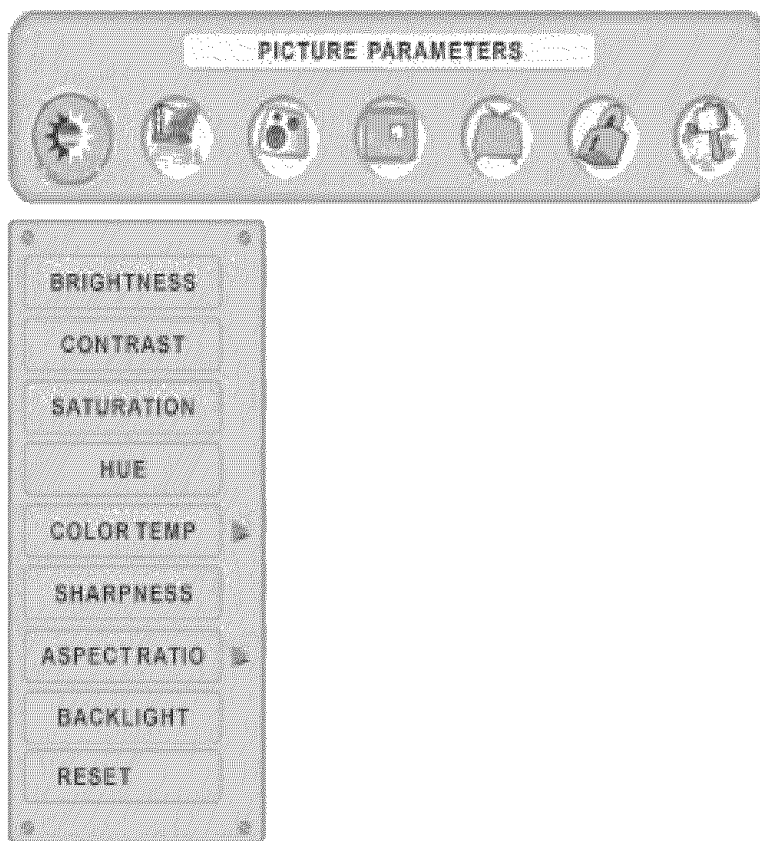 PICTURE PARAMETERS
BRIGHTNESS
CONTRAST
SATURATION
HUE
COLOR TEMP
SHARPNESS
ASPECT RATIO
BACKLIGHT
RESET